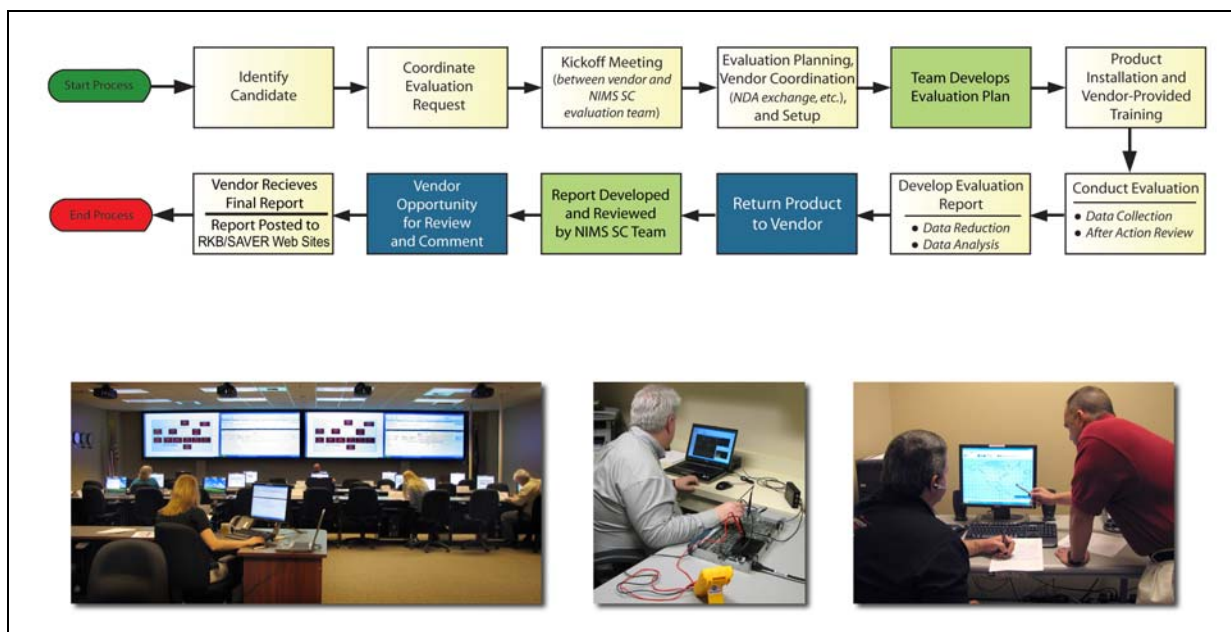 Start Process
Identify
Candidate
Coordinate
Evaluation
Request
Kickoff Meeting
(between vendor and
NIMS SC
evaluation team)
Evaluation Planning,
Vendor Coordination
(NDA exchange, etc.),
and Setup
Team Develops
Evaluation Plan
Product
Installation and
Vendor-Provided
Training
Conduct Evaluation
● Data Collection
● After Action Review
Develop Evaluation
Report
● Data Reduction
● Data Analysis
Return Product
to Vendor
Report Developed
and Reviewed
by NIMS SC Team
Vendor
Opportunity
for Review
and Comment
Vendor Recieves
Final Report
Report Posted to
RKB/SAVER Web Sites
End Process